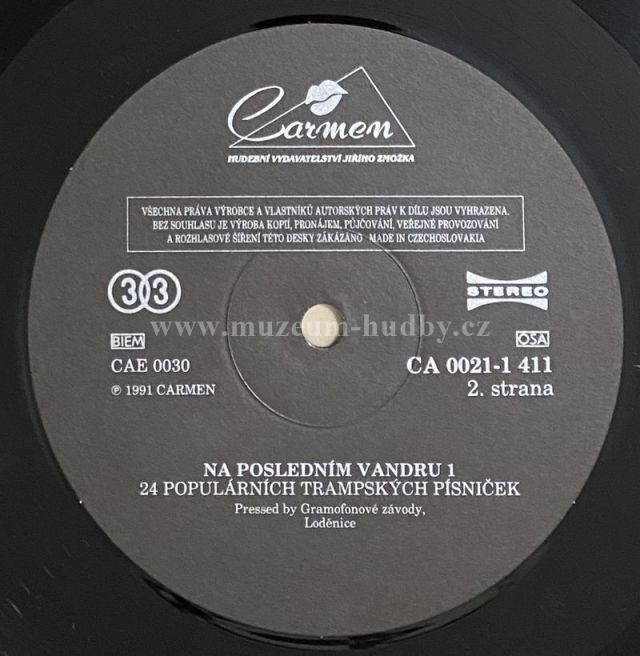 Carmen
HUDEBNÍ VYDAVATELSTVÍ JIŘÍHO ZMOŽKA
VŠECHNA PRÁVA VÝROBCE A VLASTNÍKŮ AUTORSKÝCH PRÁV K DÍLU JSOU VYHRAZENA.
BEZ SOUHLASU JE VÝROBA KOPIÍ, PRONÁJEM, PŮJČOVÁNÍ, VEŘEJNÉ PROVOZOVÁNÍ
A ROZHLASOVÉ ŠÍŘENÍ TÉTO DESKY ZÁKÁZÁNO MADE IN CZECHOSLOVAKIA
33
STEREO
www.muzeum-hudby.cz
BIEM
OSA
CAE 0030
CA 0021-1 411
℗ 1991 CARMEN
2. strana
NA POSLEDNÍM VANDRU 1
24 POPULÁRNÍCH TRAMPSKÝCH PÍSNIČEK
Pressed by Gramofonové závody,
Loděnice